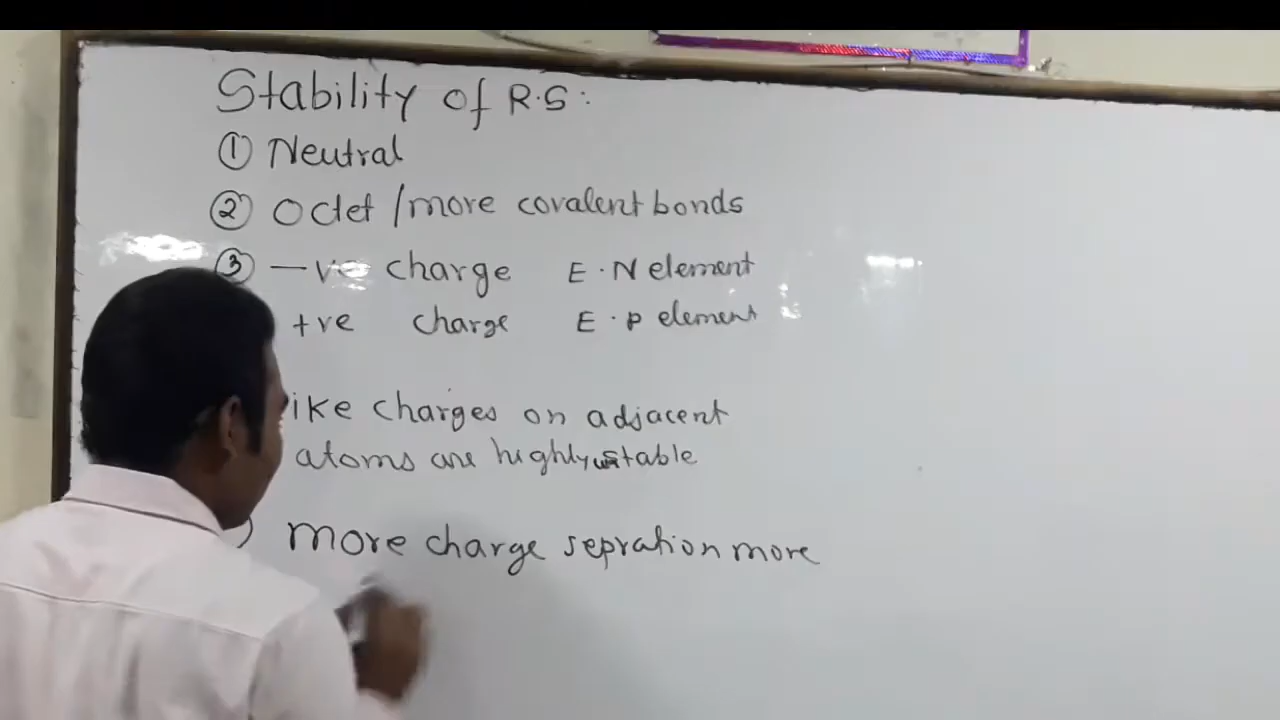 Stability of R.S:
① Neutral
② Octet / more covalent bonds
③ -ve charge E.N element
+ve charge E.P element
ike charges on adjacent
atoms are highly unstable
) more charge sepration more